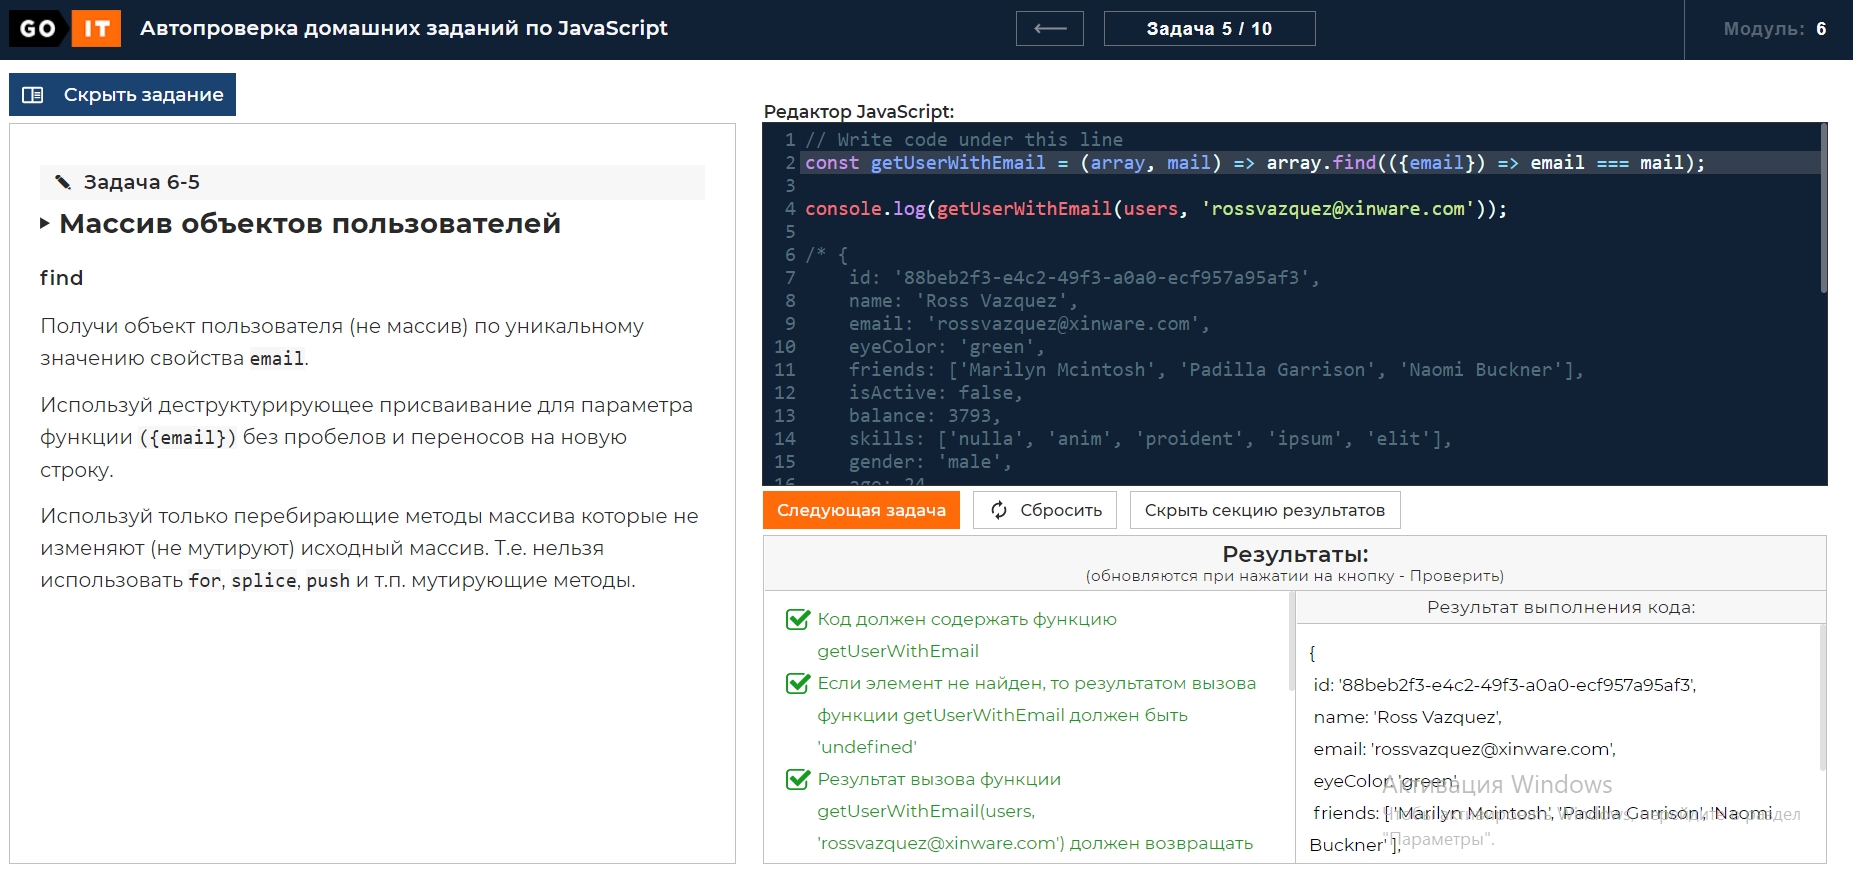 GO IT Автопроверка домашних заданий по JavaScript
Задача 5 / 10
Модуль: 6
Скрыть задание
Задача 6-5
Массив объектов пользователей
find
Получи объект пользователя (не массив) по уникальному
значению свойства email.
Используй деструктурирующее присваивание для параметра
функции ({email}) без пробелов и переносов на новую
строку.
Используй только перебирающие методы массива которые не
изменяют (не мутируют) исходный массив. Т.е. нельзя
использовать for, splice, push и т.п. мутирующие методы.
Редактор JavaScript:
1 // Write code under this line
2 const getUserWithEmail = (array, mail) => array.find(({email}) => email === mail);
3
4 console.log(getUserWithEmail(users, 'rossvazquez@xinware.com'));
5
6 /* {
7 id: '88beb2f3-e4c2-49f3-a0a0-ecf957a95af3',
8 name: 'Ross Vazquez',
9 email: 'rossvazquez@xinware.com',
10 eyeColor: 'green',
11 friends: ['Marilyn Mcintosh', 'Padilla Garrison', 'Naomi Buckner'],
12 isActive: false,
13 balance: 3793,
14 skills: ['nulla', 'anim', 'proident', 'ipsum', 'elit'],
15 gender: 'male',
16 age: 24
Следующая задача
Сбросить
Скрыть секцию результатов
Результаты:
(обновляются при нажатии на кнопку - Проверить)
Код должен содержать функцию
getUserWithEmail
Если элемент не найден, то результатом вызова
функции getUserWithEmail должен быть
'undefined'
Результат вызова функции
getUserWithEmail(users,
'rossvazquez@xinware.com') должен возвращать
Результат выполнения кода:
{
id: '88beb2f3-e4c2-49f3-a0a0-ecf957a95af3',
name: 'Ross Vazquez',
email: 'rossvazquez@xinware.com',
eyeColor: 'green',
friends: [ 'Marilyn Mcintosh', 'Padilla Garrison', 'Naomi
Buckner' ],
Активация Windows
Чтобы активировать Windows, перейдите в раздел
"Параметры".